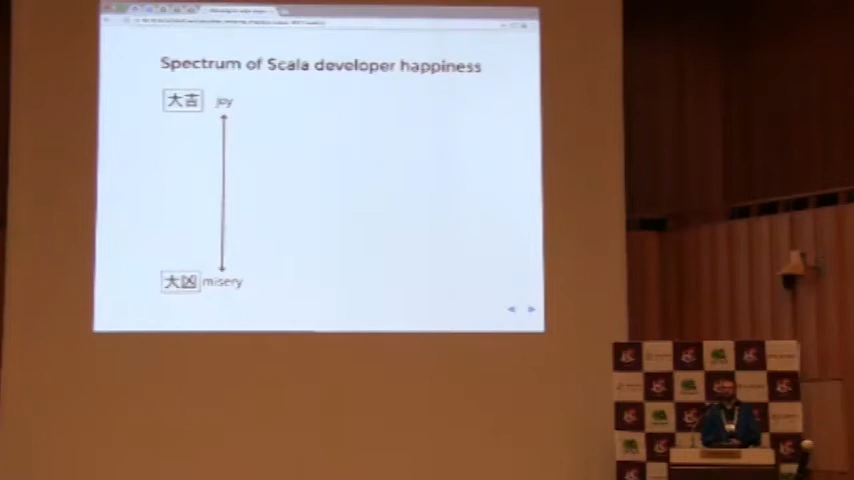 Spectrum of Scala developer happiness
大吉 joy
大凶 misery